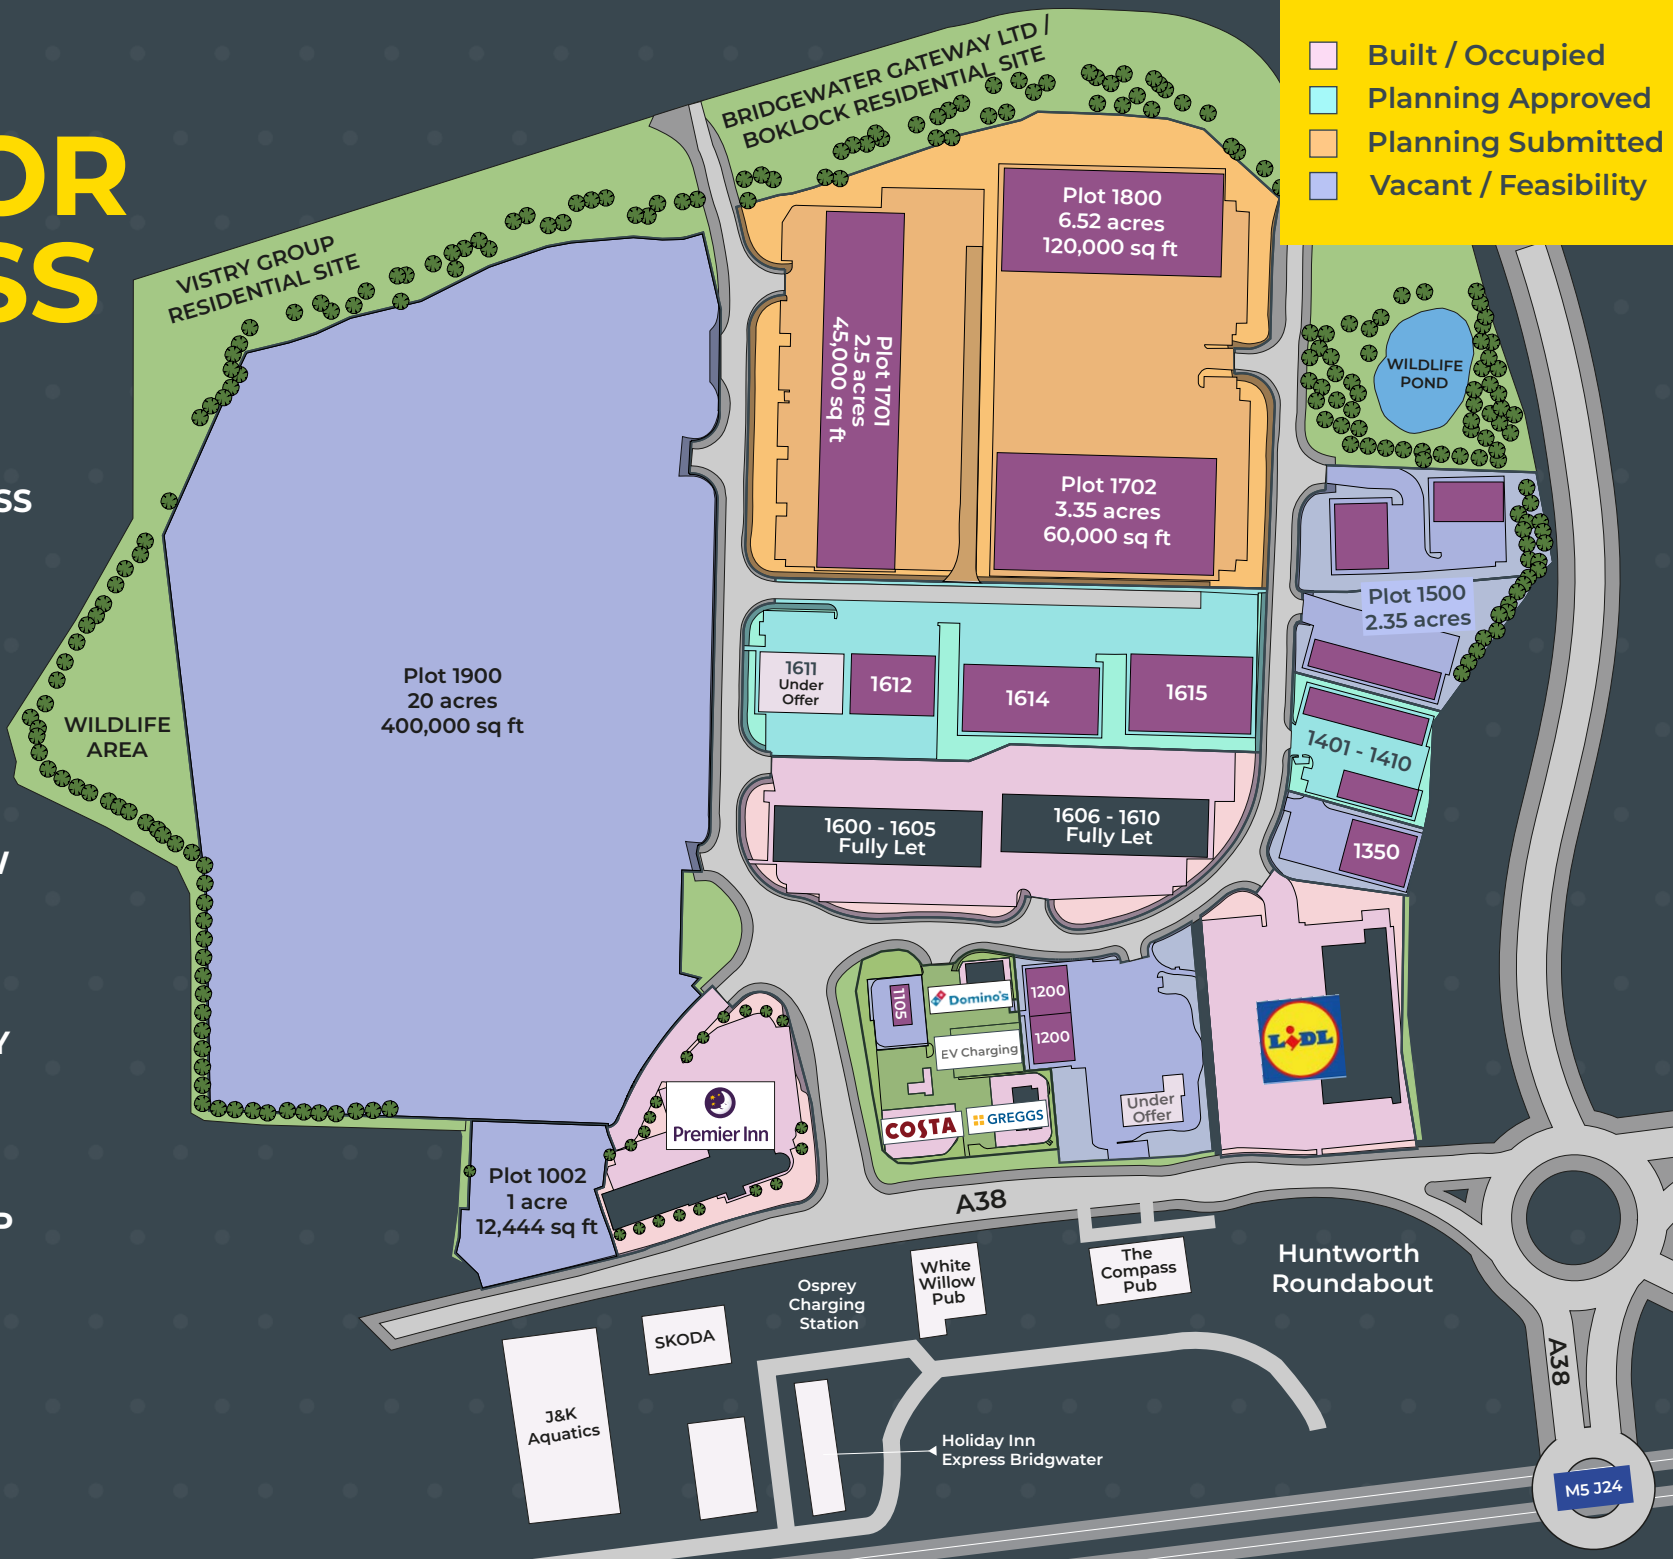 OR
SS
SS
W
Y
P
Built / Occupied
Planning Approved
Planning Submitted
Vacant / Feasibility
BRIDGEWATER GATEWAY LTD /
BOKLOCK RESIDENTIAL SITE
VISTRY GROUP
RESIDENTIAL SITE
Plot 1800
6.52 acres
120,000 sq ft
Plot 1701
2.5 acres
45,000 sq ft
WILDLIFE
POND
Plot 1702
3.35 acres
60,000 sq ft
Plot 1500
2.35 acres
Plot 1900
20 acres
400,000 sq ft
1611
Under
Offer
1612
1614
1615
WILDLIFE
AREA
1401 - 1410
1600 - 1605
Fully Let
1606 - 1610
Fully Let
1350
1105
Domino's
1200
1200
EV Charging
LIDL
Under
Offer
COSTA
GREGGS
Premier Inn
Plot 1002
1 acre
12,444 sq ft
A38
White
Willow
Pub
The
Compass
Pub
Huntworth
Roundabout
Osprey
Charging
Station
SKODA
A38
J&K
Aquatics
Holiday Inn
Express Bridgwater
M5 J24